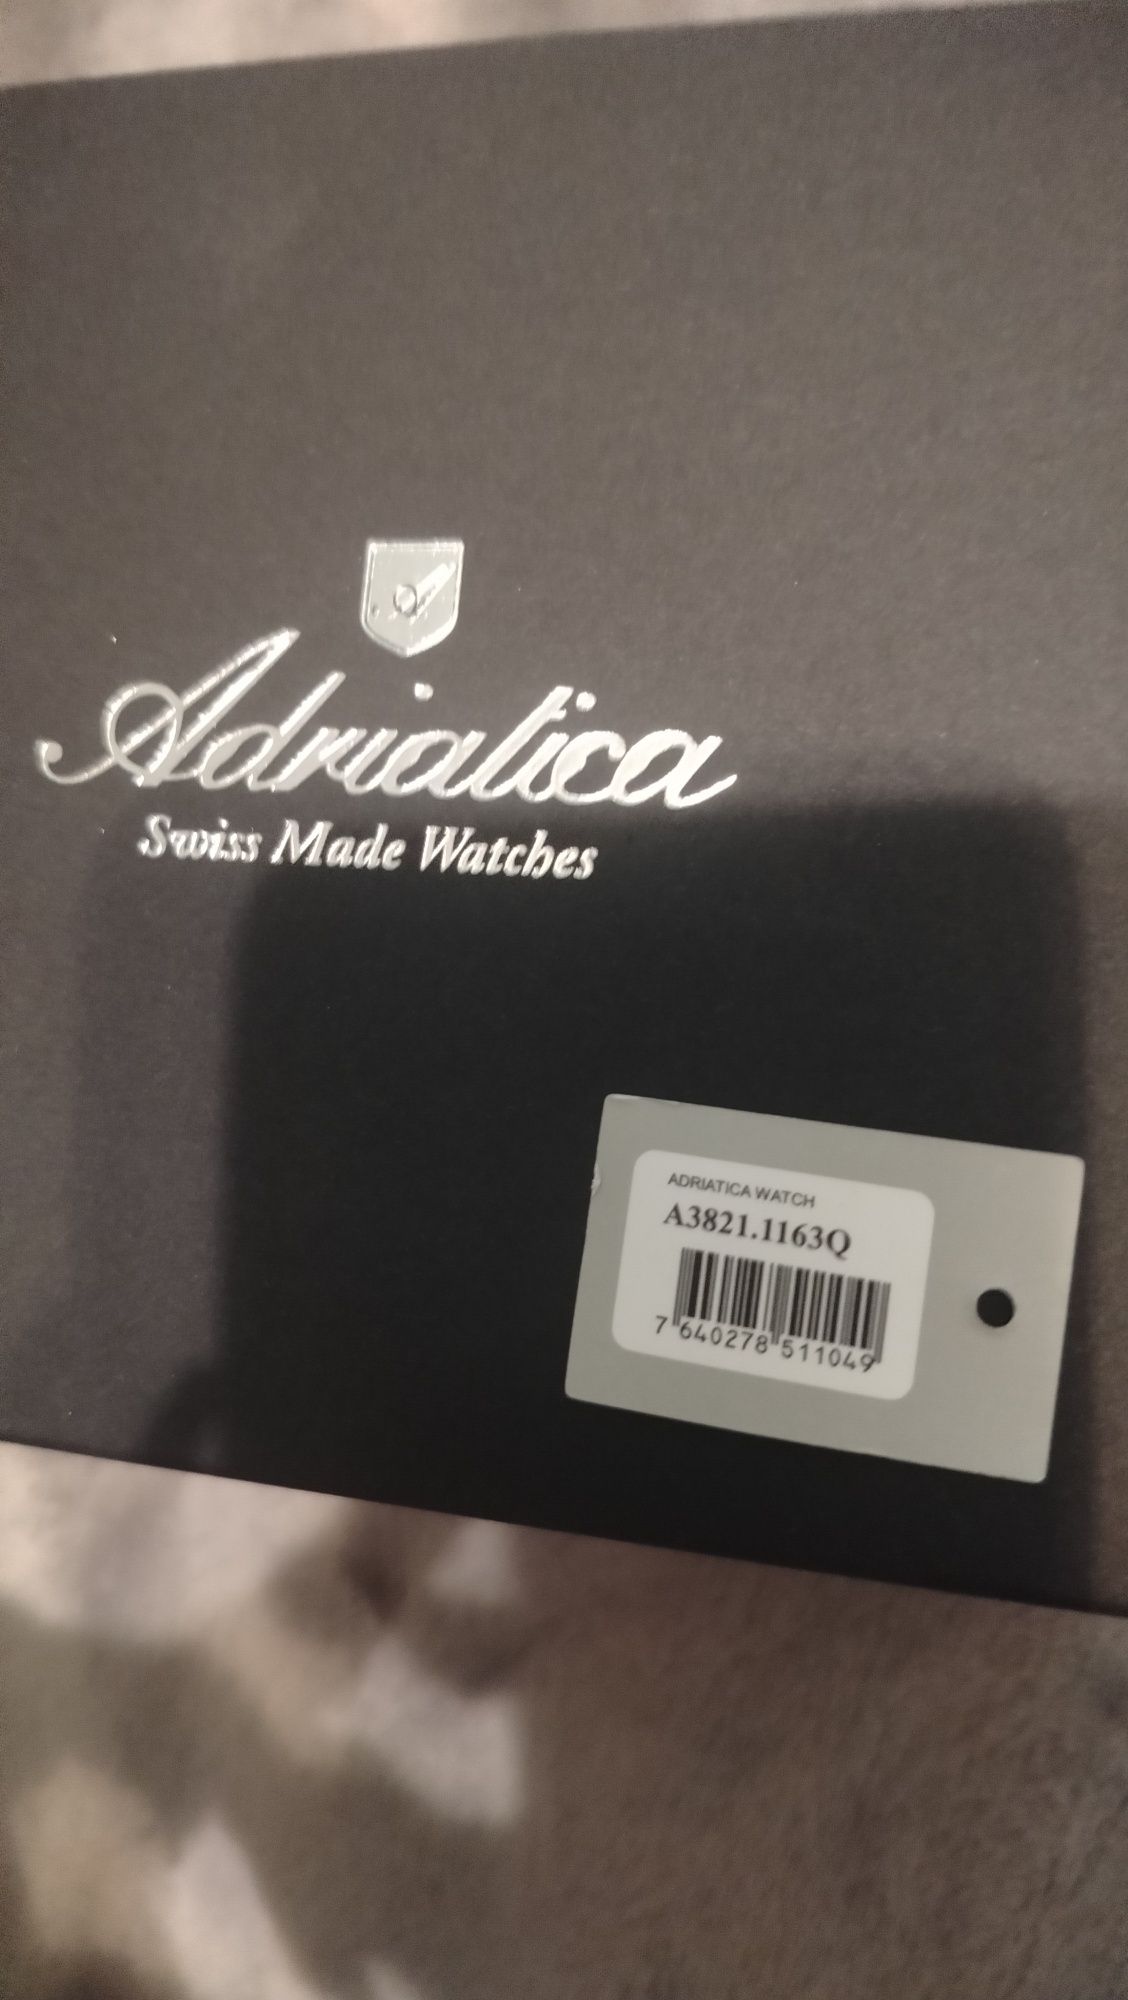 Adriatica
Swiss Made Watches
ADRIATICA WATCH
A3821.1163Q
7 640278 511049